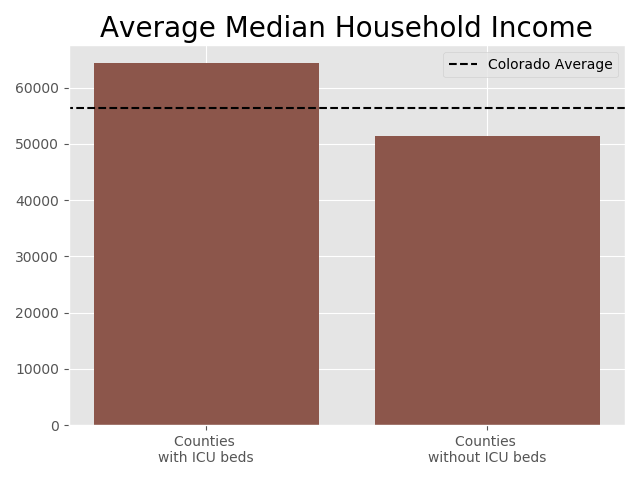 Average Median Household Income
Colorado Average
60000
50000
40000
30000
20000
10000
0
Counties
with ICU beds
Counties
without ICU beds